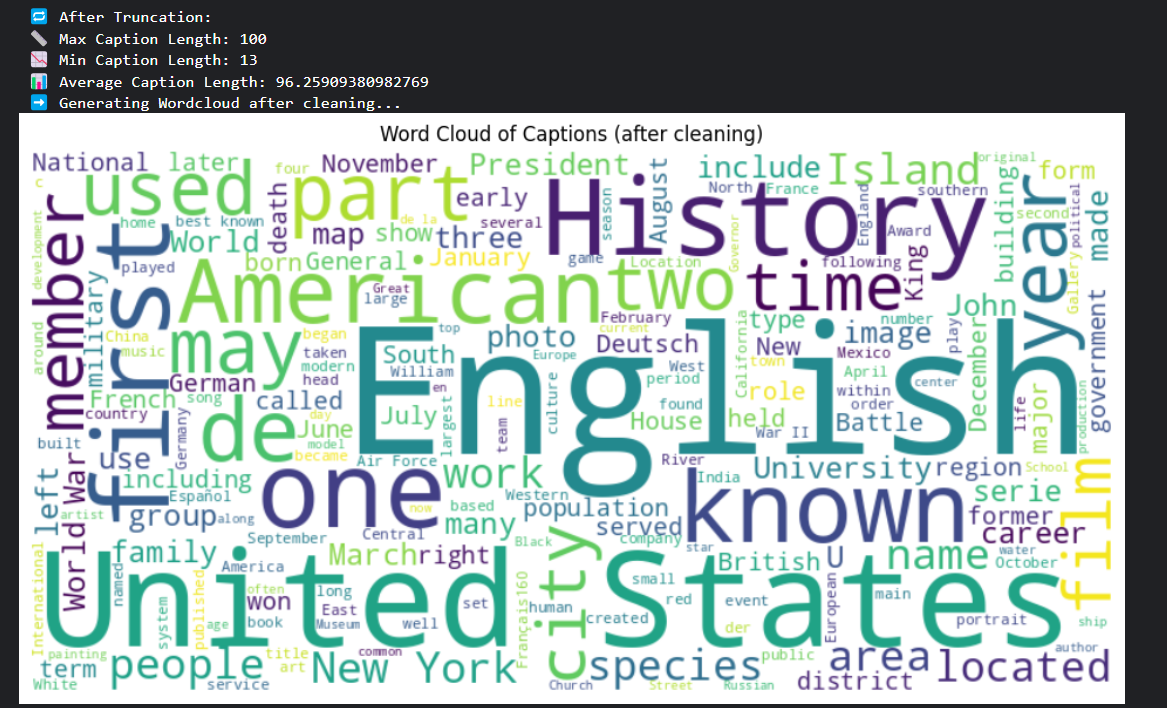 After Truncation:
Max Caption Length: 100
Min Caption Length: 13
Average Caption Length: 96.25909380982769
Generating Wordcloud after cleaning...
Word Cloud of Captions (after cleaning)
National later four November President include Island original form
c used part early August North France southern building second political made
home best known death de la several season History England Award
development first World map show three Governor year
played born General January game Location following King Gallery
member military American Great large two time John
around China music may began taken modern head February current photo top Europe type California New number image play December government
French song German country called South William en Deutsch West period town role Mexico April within order center
Germany de day June July largest line team culture English found House held War II Battle life major production
built use model became Air Force River India University region School
left including Español one work Western based population known serie film
World War artist group along now many served company former career
September Central Black star water October
International family America March right city British U name
named system published often age won book long East Museum well set Français160 human created small red event der European main portrait ship
United States
painting term people title art New York common species public area located author
White service Church Street Russian district